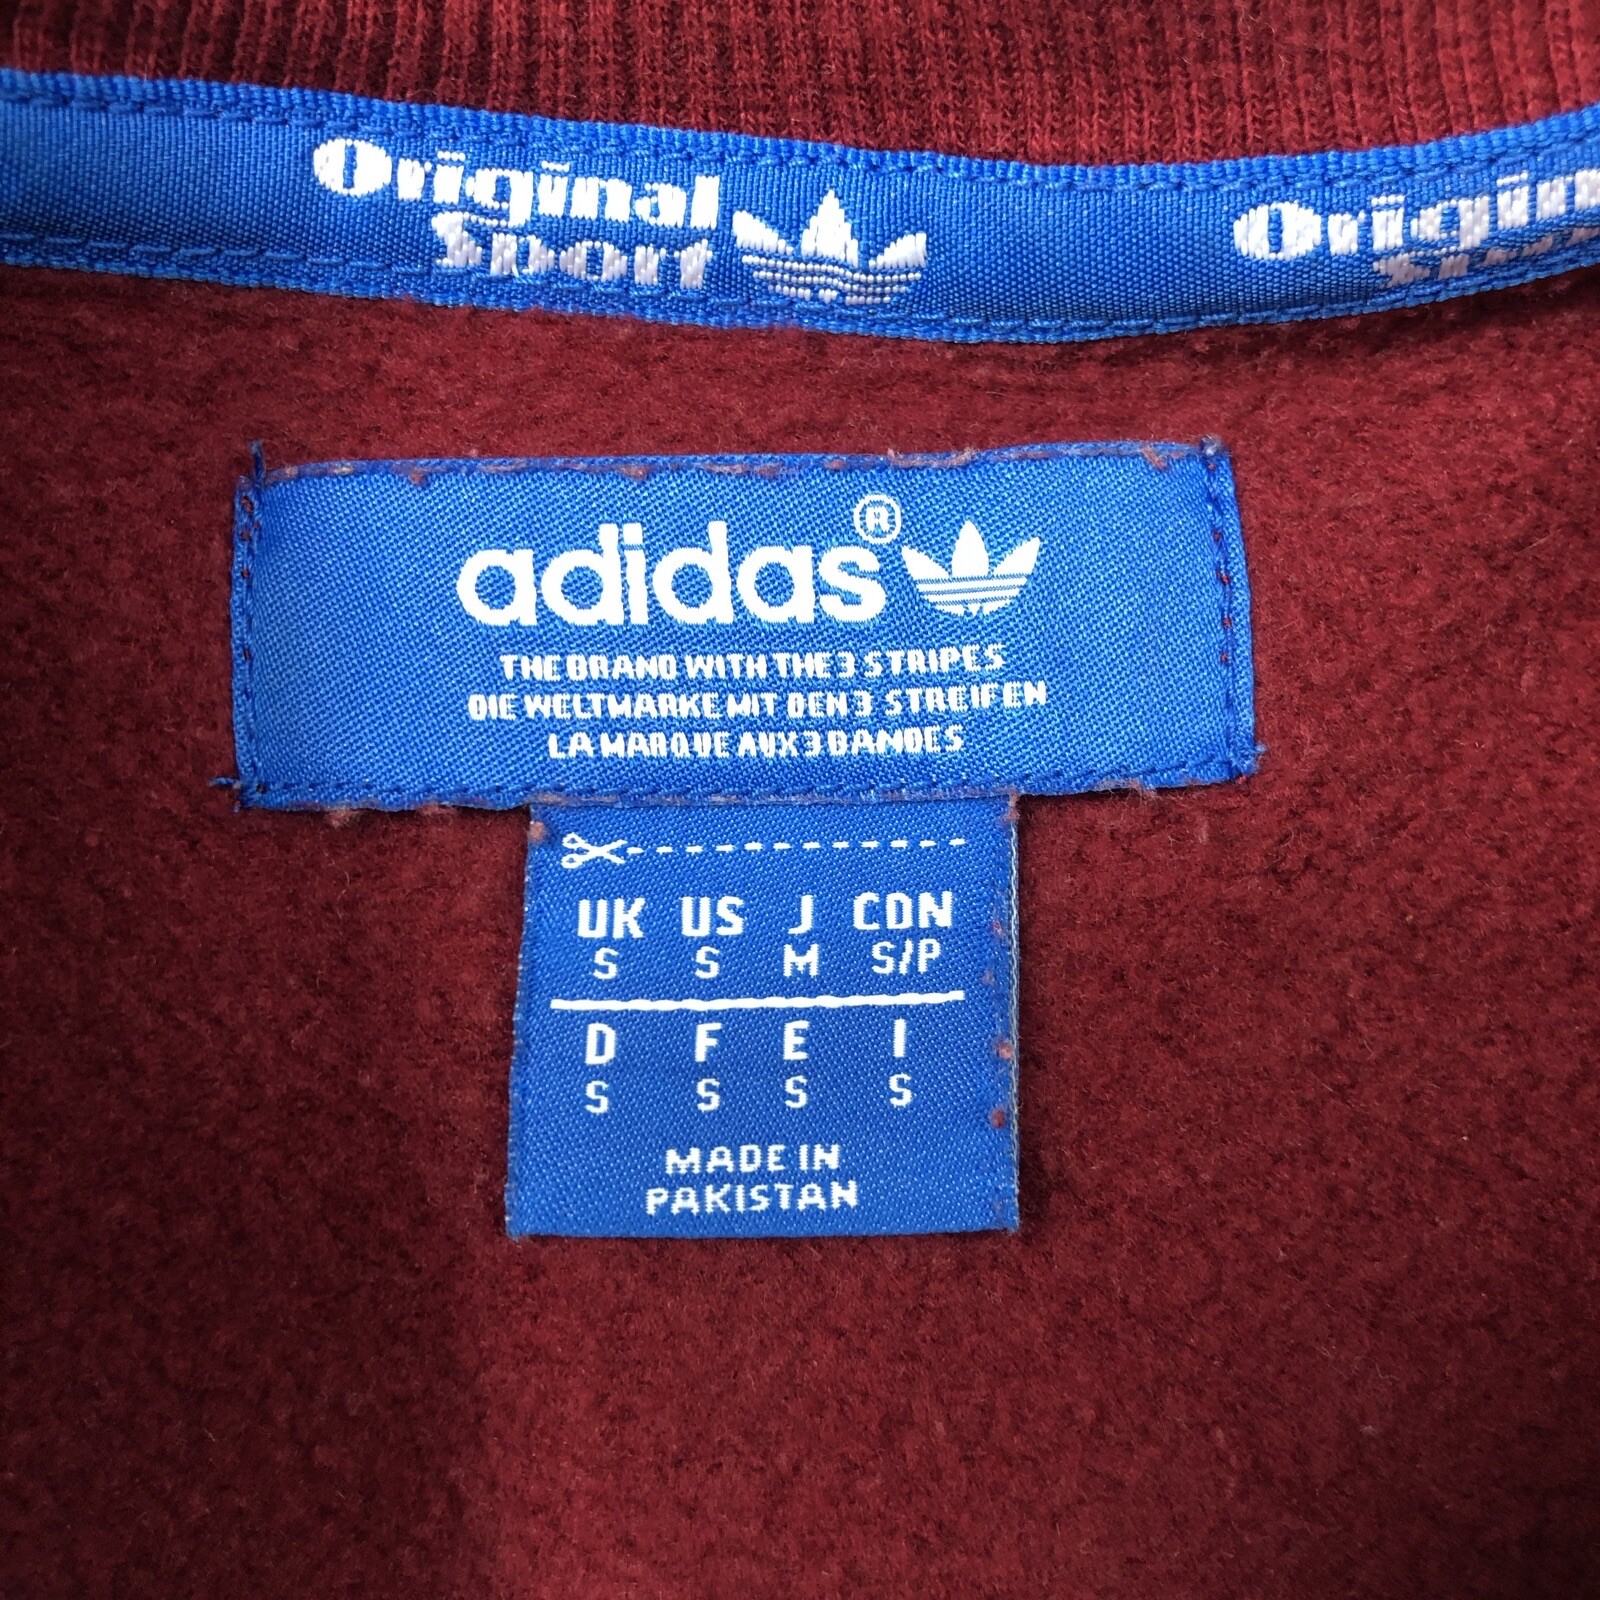 Original
Sport
Origin
adidas®
THE BRAND WITH THE 3 STRIPES
DIE WELTMARKE MIT DEN 3 STREIFEN
LA MARQUE AUX 3 BANDES
UK US J CDN
S S M S/P
D F E I
S S S S
MADE IN
PAKISTAN